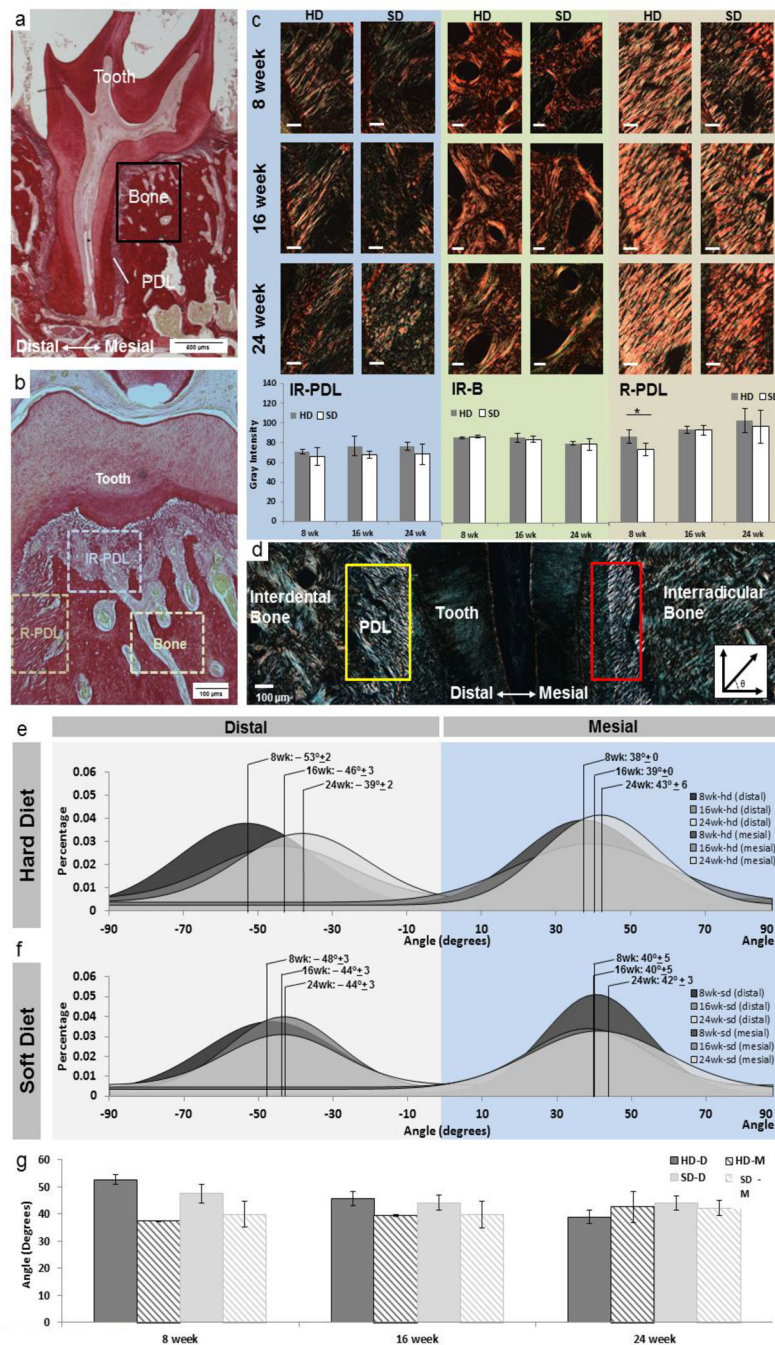 a
Tooth
Bone
PDL
Distal Mesial
500 µms
b
Tooth
IR-PDL
R-PDL
Bone
100 µms
c
HD SD HD SD HD SD
8 week
16 week
24 week
IR-PDL IR-B R-PDL
HD SD HD SD HD SD
*
Gray Intensity
140
120
100
80
60
40
20
0
8 wk 16 wk 24 wk 8 wk 16 wk 24 wk 8 wk 16 wk 24 wk
d
Interdental Bone
PDL
Tooth
Interradicular Bone
100 µm
Distal Mesial
θ
e
Distal Mesial
Hard Diet
8wk: – 53º± 2
16wk: – 46º± 3
24wk: – 39º± 2
8wk: 38º± 0
16wk: 39º±0
24wk: 43º ± 6
8wk-hd (distal)
16wk-hd (distal)
24wk-hd (distal)
8wk-hd (mesial)
16wk-hd (mesial)
24wk-hd (mesial)
Percentage
0.06
0.05
0.04
0.03
0.02
0.01
0
-90 -70 -50 -30 -10 10 30 50 70 90
Angle (degrees) Angle (degrees)
f
Soft Diet
8wk: – 48º±3
16wk: – 44º± 3
24wk: – 44º± 3
8wk: 40º± 5
16wk: 40º±5
24wk: 42º ± 3
8wk-sd (distal)
16wk-sd (distal)
24wk-sd (distal)
8wk-sd (mesial)
16wk-sd (mesial)
24wk-sd (mesial)
Percentage
0.06
0.05
0.04
0.03
0.02
0.01
0
-90 -70 -50 -30 -10 10 30 50 70 90
Angle (degrees) Angle (degrees) Angle
g
HD-D HD-M
SD-D SD - M
Angle (Degrees)
60
50
40
30
20
10
0
8 week 16 week 24 week